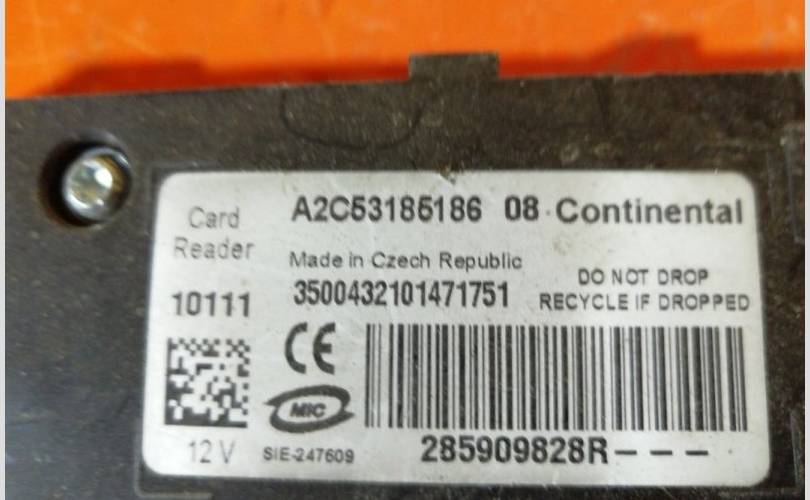 Card Reader
A2C53185186 08 Continental
Made in Czech Republic
10111
3500432101471751
DO NOT DROP
RECYCLE IF DROPPED
CE
MIC
12 V
SIE-247609
285909828R---